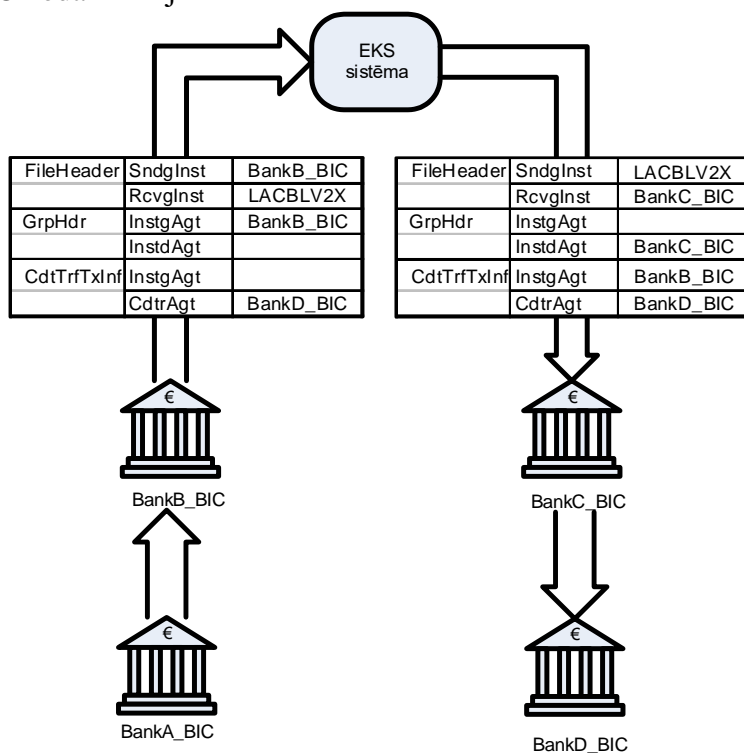 EKS
sistēma
FileHeader SndgInst BankB_BIC
RcvgInst LACBLV2X
GrpHdr InstgAgt BankB_BIC
InstdAgt
CdtTrfTxInf InstgAgt
CdtrAgt BankD_BIC
FileHeader SndgInst LACBLV2X
RcvgInst BankC_BIC
GrpHdr InstgAgt
InstdAgt BankC_BIC
CdtTrfTxInf InstgAgt BankB_BIC
CdtrAgt BankD_BIC
€
BankB_BIC
€
BankC_BIC
€
BankA_BIC
€
BankD_BIC